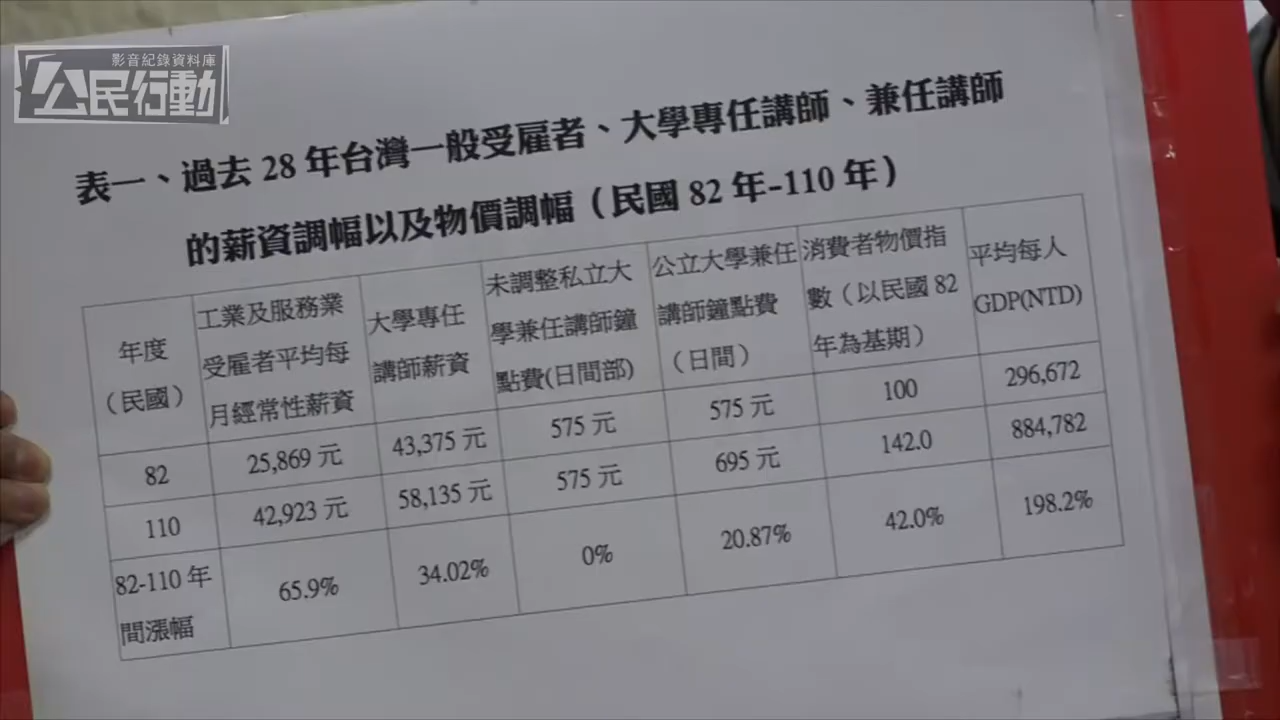 影音紀錄資料庫
公民行動
表一、過去 28 年台灣一般受雇者、大學專任講師、兼任講師
的薪資調幅以及物價調幅（民國 82 年-110 年）
年度
（民國）
工業及服務業
受雇者平均每
月經常性薪資
大學專任
講師薪資
未調整私立大
學兼任講師鐘
點費(日間部)
公立大學兼任
講師鐘點費
（日間）
消費者物價指
數（以民國 82
年為基期）
平均每人
GDP(NTD)
82
25,869 元
43,375 元
575 元
575 元
100
296,672
110
42,923 元
58,135 元
575 元
695 元
142.0
884,782
82-110 年
間漲幅
65.9%
34.02%
0%
20.87%
42.0%
198.2%